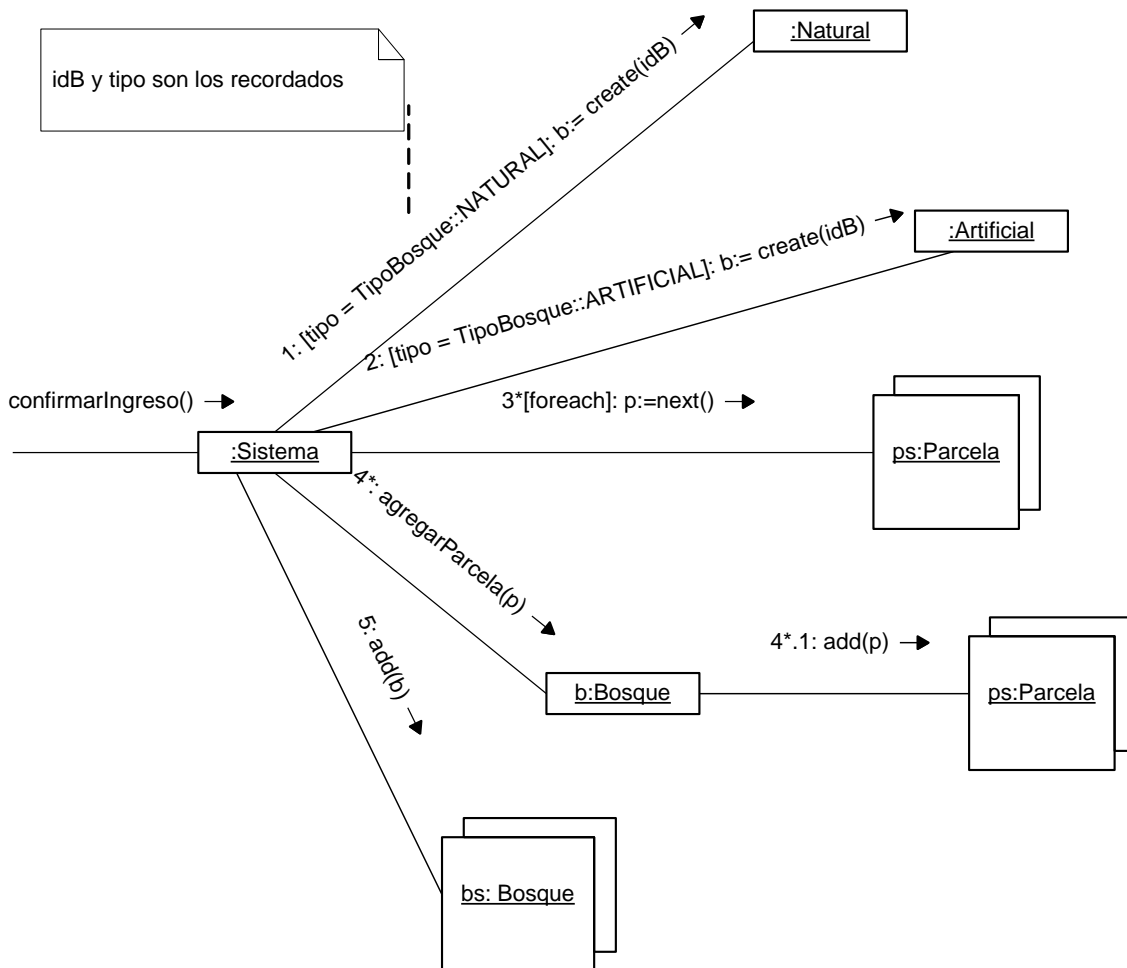 :Natural
idB y tipo son los recordados
1: [tipo = TipoBosque::NATURAL]: b:= create(idB)
:Artificial
2: [tipo = TipoBosque::ARTIFICIAL]: b:= create(idB)
confirmarIngreso()
3*[foreach]: p:=next()
:Sistema
ps:Parcela
4*: agregarParcela(p)
5: add(b)
4*.1: add(p)
b:Bosque
ps:Parcela
bs: Bosque